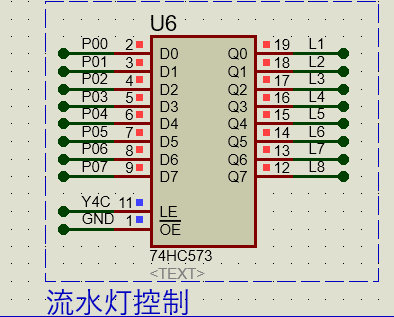 U6
P00 2 D0 Q0 19 L1
P01 3 D1 Q1 18 L2
P02 4 D2 Q2 17 L3
P03 5 D3 Q3 16 L4
P04 6 D4 Q4 15 L5
P05 7 D5 Q5 14 L6
P06 8 D6 Q6 13 L7
P07 9 D7 Q7 12 L8
Y4C 11 LE
GND 1 OE
74HC573
<TEXT>
流水灯控制